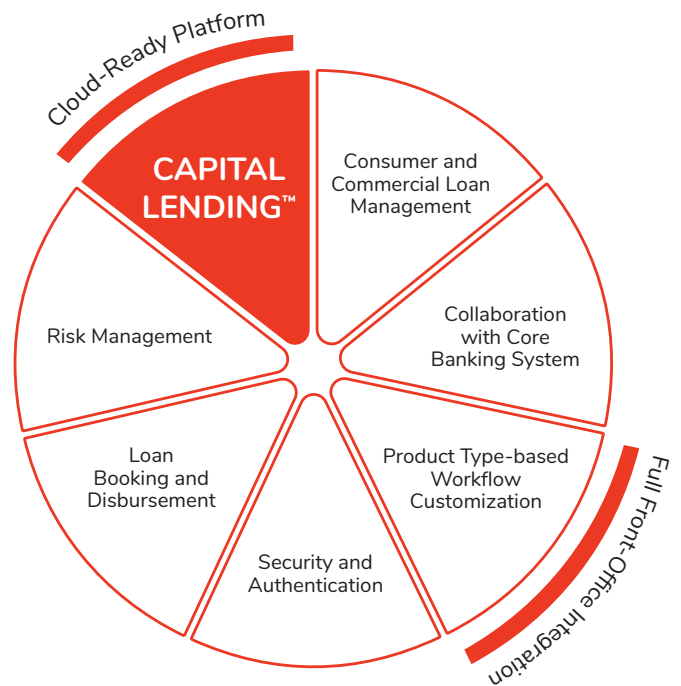 Cloud-Ready Platform
CAPITAL
LENDING™
Consumer and
Commercial Loan
Management
Collaboration
with Core
Banking System
Product Type-based
Workflow
Customization
Full Front-Office Integration
Security and
Authentication
Loan
Booking and
Disbursement
Risk Management